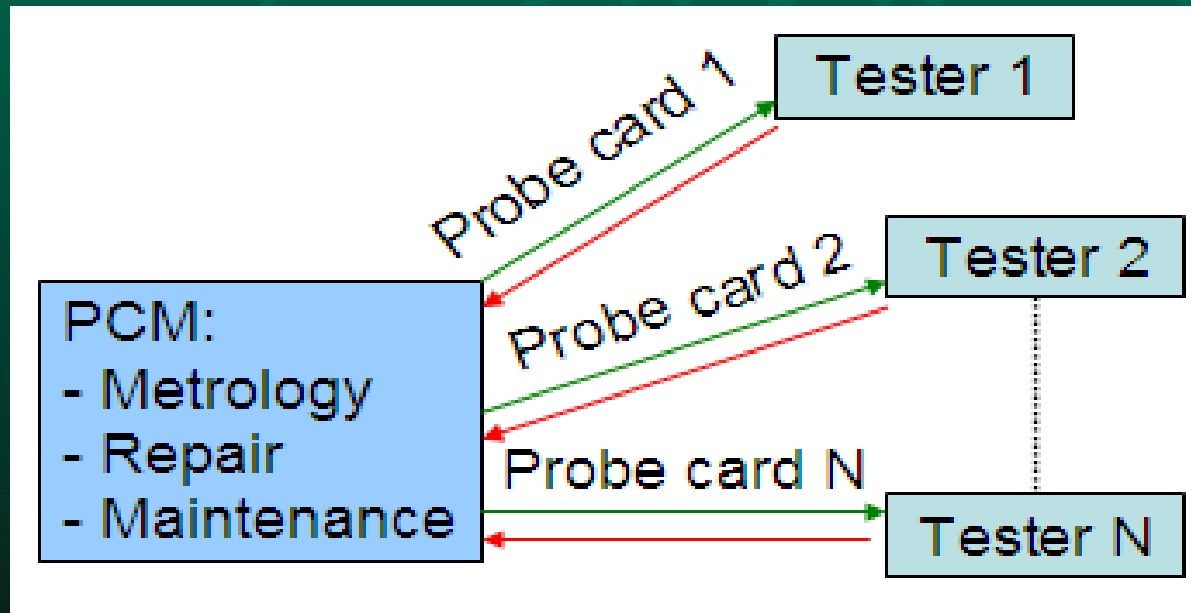 Probe card 1
Tester 1
Probe card 2
Tester 2
PCM:
- Metrology
- Repair
- Maintenance
Probe card N
Tester N